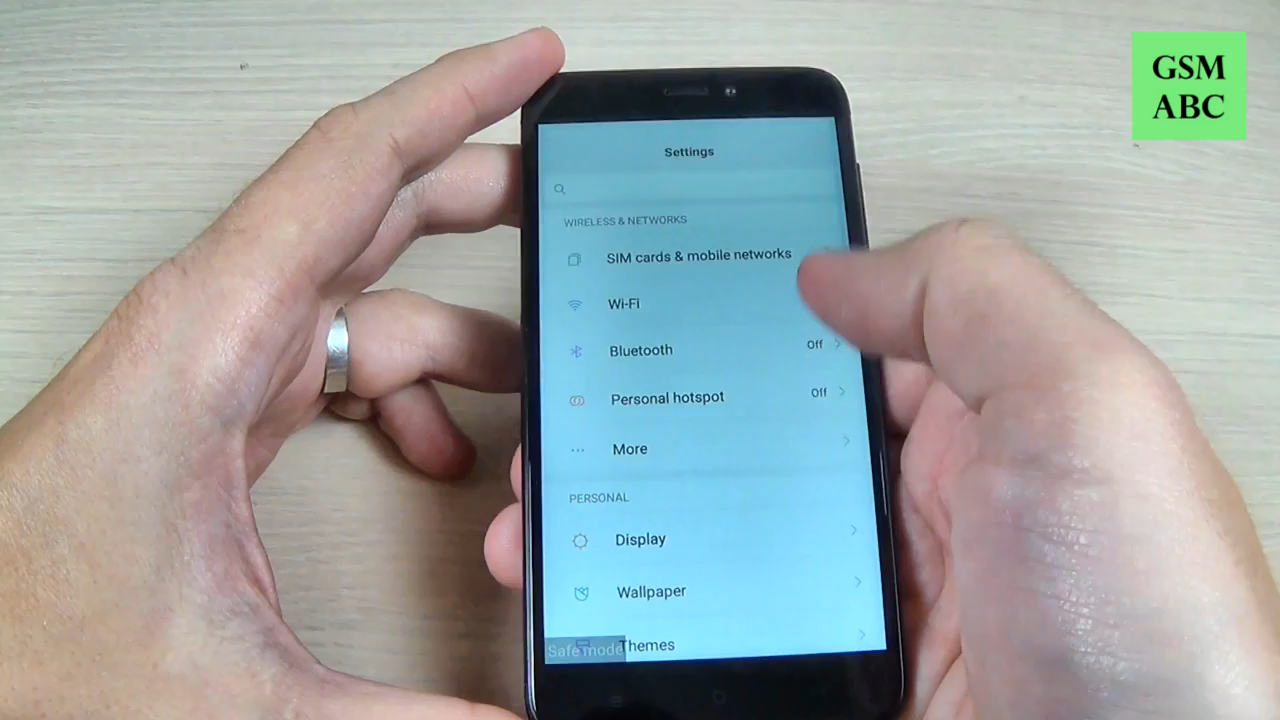 GSM
ABC
Settings
WIRELESS & NETWORKS
SIM cards & mobile networks
Wi-Fi
Bluetooth Off
Personal hotspot Off
More
PERSONAL
Display
Wallpaper
Themes
Safe mode